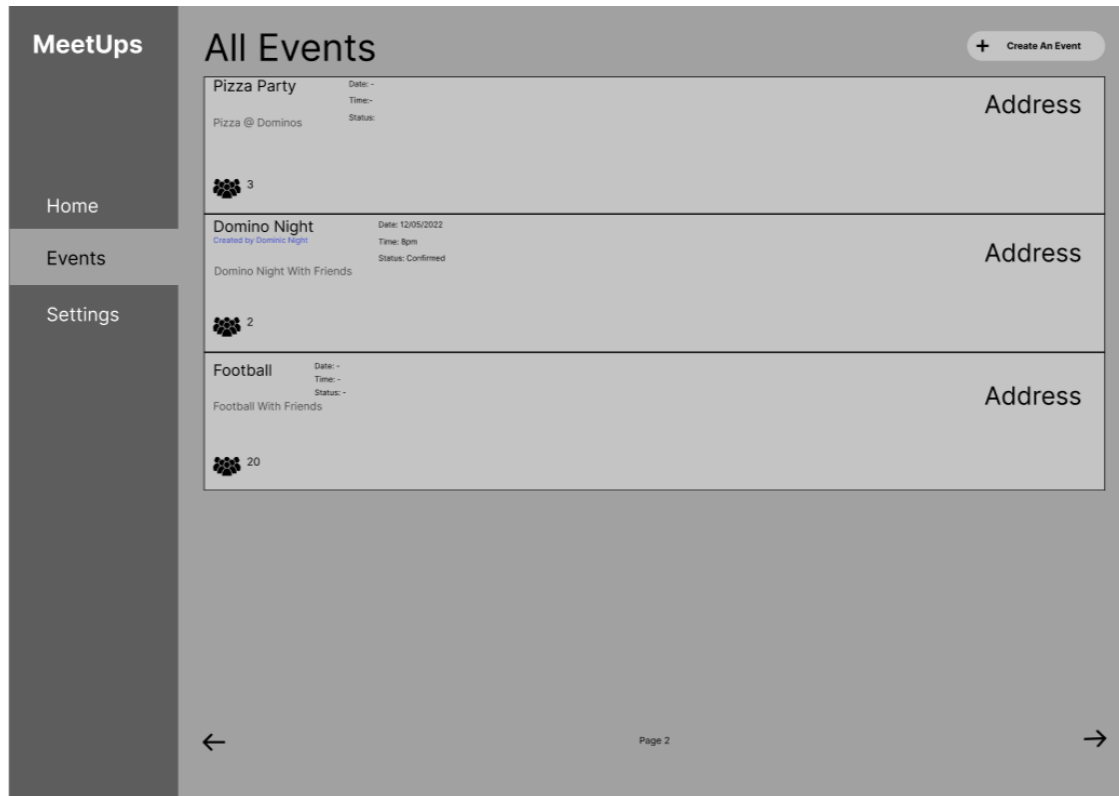 MeetUps
Home
Events
Settings
All Events
+ Create An Event
Pizza Party
Date: -
Time:-
Status:
Pizza @ Dominos
3
Address
Domino Night
Created by Dominic Night
Date: 12/05/2022
Time: 8pm
Status: Confirmed
Domino Night With Friends
2
Address
Football
Date: -
Time: -
Status: -
Football With Friends
20
Address
Page 2